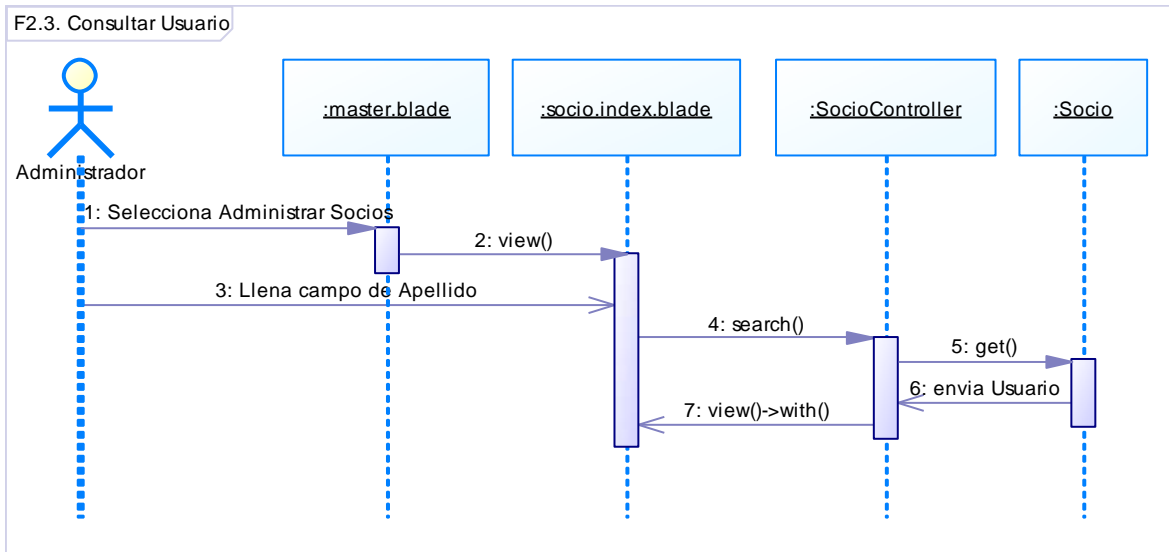 F2.3. Consultar Usuario
:master.blade
:socio.index.blade
:SocioController
:Socio
Administrador
1: Selecciona Administrar Socios
2: view()
3: Llena campo de Apellido
4: search()
5: get()
6: envia Usuario
7: view()->with()